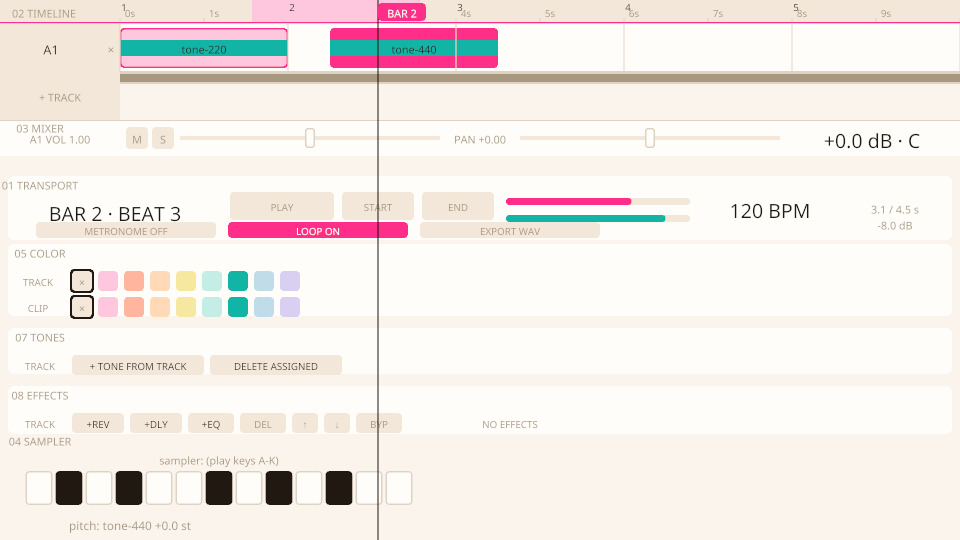 1 2 3 4 5
02 TIMELINE 0s 1s BAR 2 4s 5s 6s 8s 9s
A1 × tone-220 tone-440
+ TRACK
03 MIXER
A1 VOL 1.00 M S PAN +0.00 +0.0 dB · C
01 TRANSPORT
BAR 2 · BEAT 3 PLAY START END 120 BPM 3.1 / 4.5 s
-8.0 dB
METRONOME OFF LOOP ON EXPORT WAV
05 COLOR
TRACK ×
CLIP ×
07 TONES
TRACK + TONE FROM TRACK DELETE ASSIGNED
08 EFFECTS
TRACK +REV +DLY +EQ DEL ↑ ↓ BYP NO EFFECTS
04 SAMPLER
sampler: (play keys A-K)
pitch: tone-440 +0.0 st